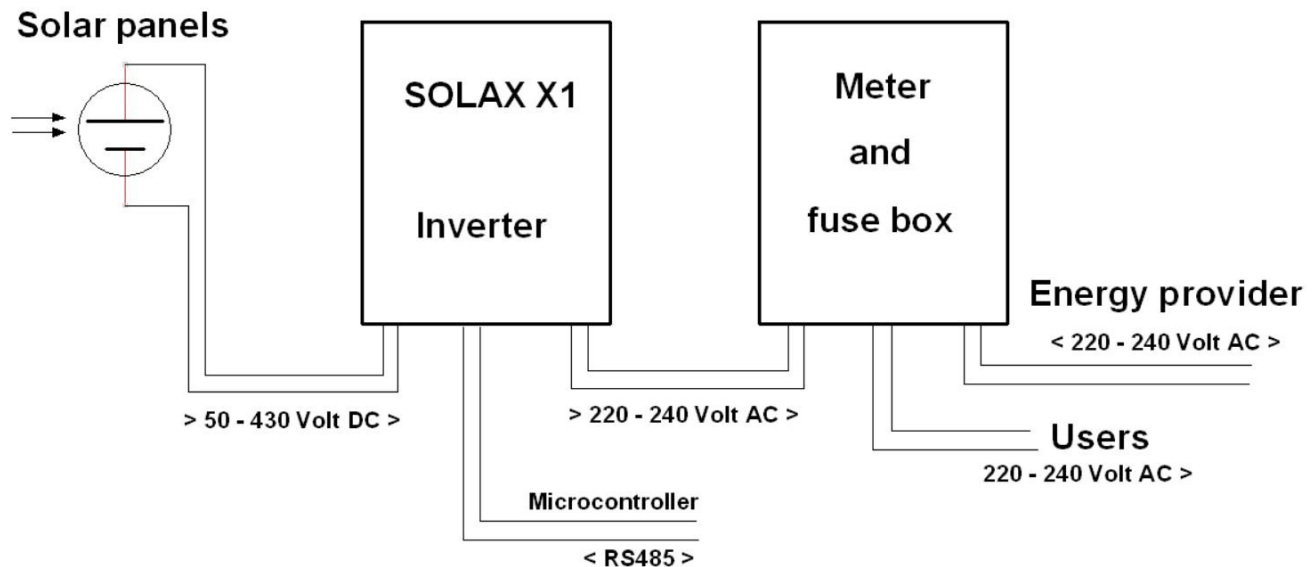 Solar panels
SOLAX X1
Inverter
Meter
and
fuse box
Energy provider
< 220 - 240 Volt AC >
> 50 - 430 Volt DC >
> 220 - 240 Volt AC >
Users
220 - 240 Volt AC >
Microcontroller
< RS485 >